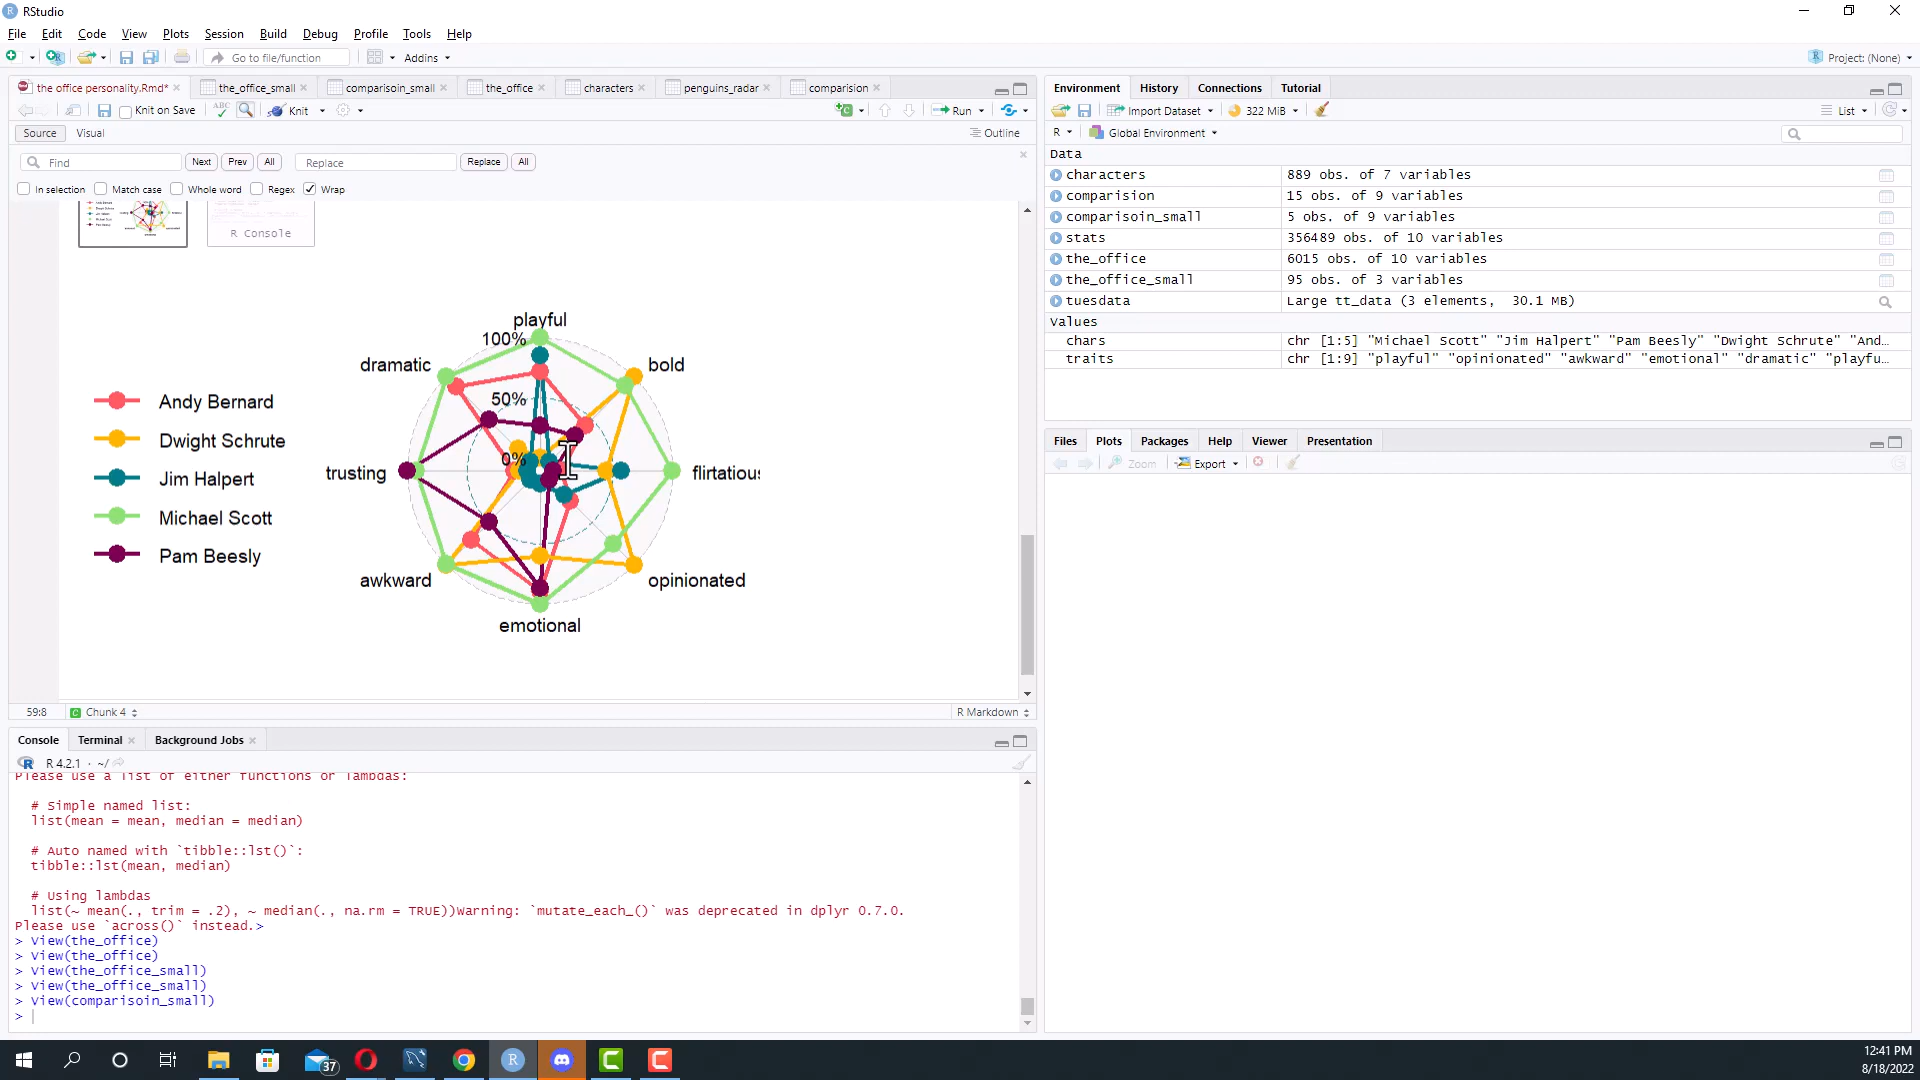 RStudio
File Edit Code View Plots Session Build Debug Profile Tools Help
Go to file/function Addins Project: (None)
the office personality.Rmd* the_office_small comparisoin_small the_office characters penguins_radar comparision
Knit on Save ABC Knit Run
Source Visual Outline
Find Next Prev All Replace Replace All
In selection Match case Whole word Regex Wrap
R Console
playful
100%
dramatic bold
50%
Andy Bernard
Dwight Schrute
0%
trusting flirtatiou
Jim Halpert
Michael Scott
Pam Beesly
awkward opinionated
emotional
59:8 Chunk 4 R Markdown
Console Terminal Background Jobs
R 4.2.1 · ~/
Please use a list of either functions or lambdas:
# Simple named list:
list(mean = mean, median = median)
# Auto named with `tibble::lst()`:
tibble::lst(mean, median)
# Using lambdas
list(~ mean(., trim = .2), ~ median(., na.rm = TRUE))Warning: `mutate_each_()` was deprecated in dplyr 0.7.0.
Please use `across()` instead.>
> View(the_office)
> View(the_office)
> View(the_office_small)
> View(the_office_small)
> View(comparisoin_small)
>
Environment History Connections Tutorial
Import Dataset 322 MiB List
R Global Environment
Data
characters 889 obs. of 7 variables
comparision 15 obs. of 9 variables
comparisoin_small 5 obs. of 9 variables
stats 356489 obs. of 10 variables
the_office 6015 obs. of 10 variables
the_office_small 95 obs. of 3 variables
tuesdata Large tt_data (3 elements, 30.1 MB)
Values
chars chr [1:5] "Michael Scott" "Jim Halpert" "Pam Beesly" "Dwight Schrute" "And…
traits chr [1:9] "playful" "opinionated" "awkward" "emotional" "dramatic" "playfu…
Files Plots Packages Help Viewer Presentation
Zoom Export
37
12:41 PM
8/18/2022